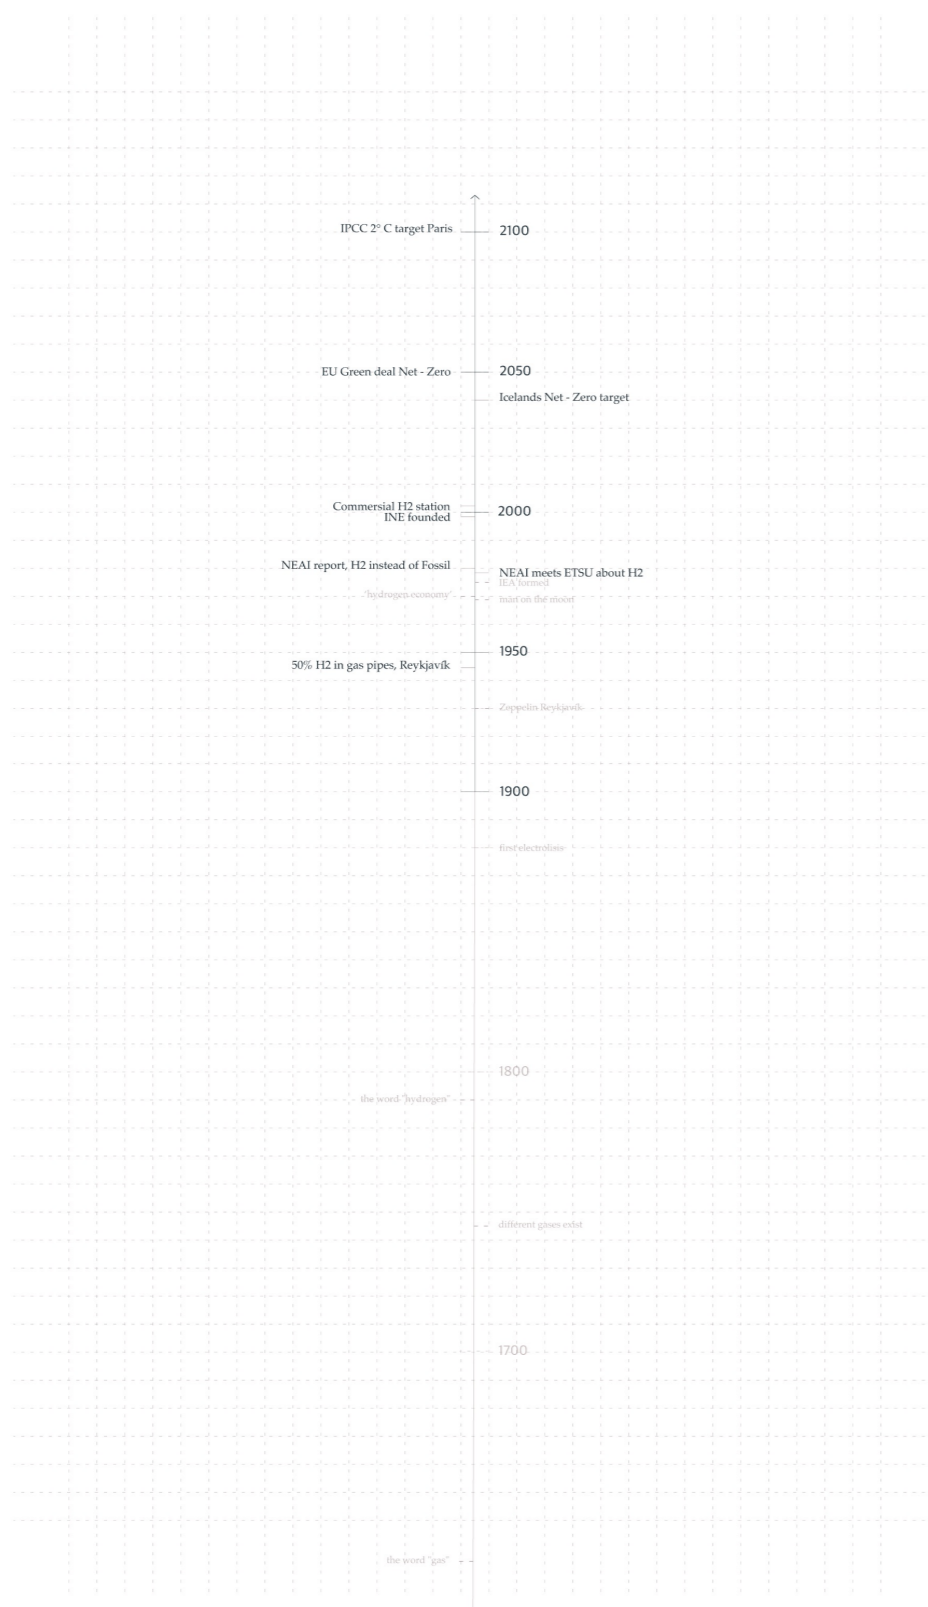 IPCC 2° C target Paris
2100
EU Green deal Net - Zero
2050
Icelands Net - Zero target
Commersial H2 station
2000
INE founded
NEAI report, H2 instead of Fossil
NEAI meets ETSU about H2
IEA formed
"hydrogen economy"
man on the moon
1950
50% H2 in gas pipes, Reykjavík
Zeppelin Reykjavík
1900
first electrolisis
1800
the word "hydrogen"
different gases exist
1700
the word "gas"